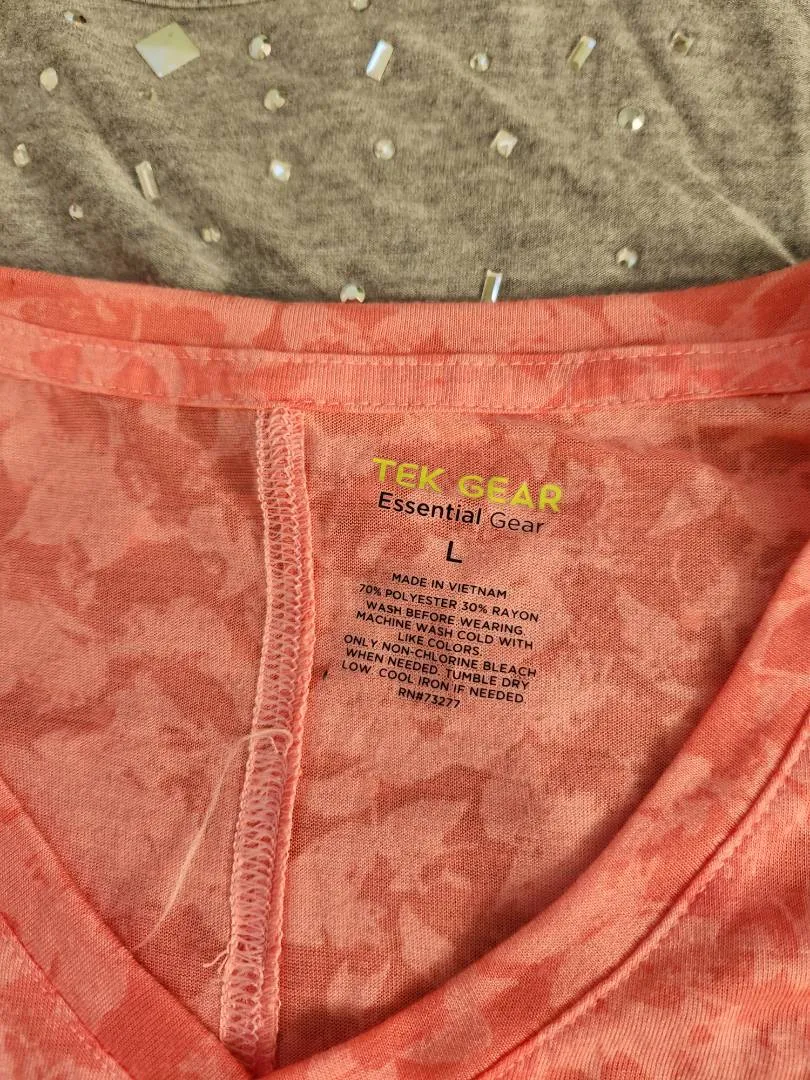 TEK GEAR
Essential Gear
L
MADE IN VIETNAM
70% POLYESTER 30% RAYON
WASH BEFORE WEARING.
MACHINE WASH COLD WITH
LIKE COLORS.
ONLY NON-CHLORINE BLEACH
WHEN NEEDED. TUMBLE DRY
LOW. COOL IRON IF NEEDED.
RN#73277